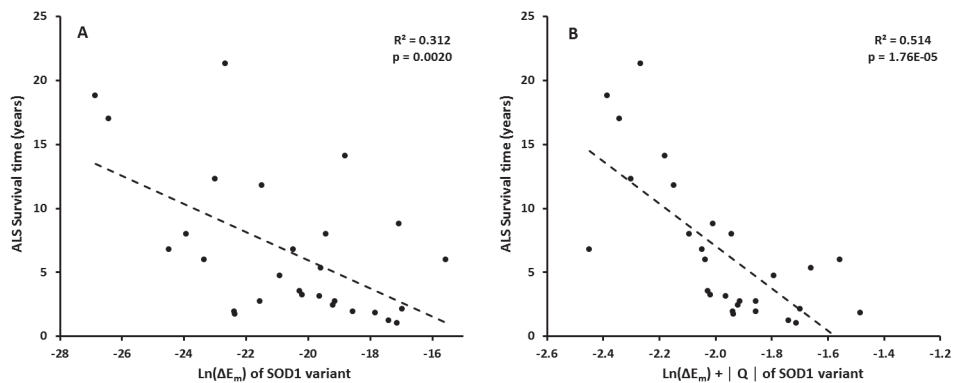 A
R² = 0.312
p = 0.0020
ALS Survival time (years)
25
20
15
10
5
0
-28
-26
-24
-22
-20
-18
-16
-14
Ln(ΔEₘ) of SOD1 variant
B
R² = 0.514
p = 1.76E-05
ALS Survival time (years)
25
20
15
10
5
0
-2.6
-2.4
-2.2
-2.0
-1.8
-1.6
-1.4
-1.2
Ln(ΔEₘ) + | Q | of SOD1 variant